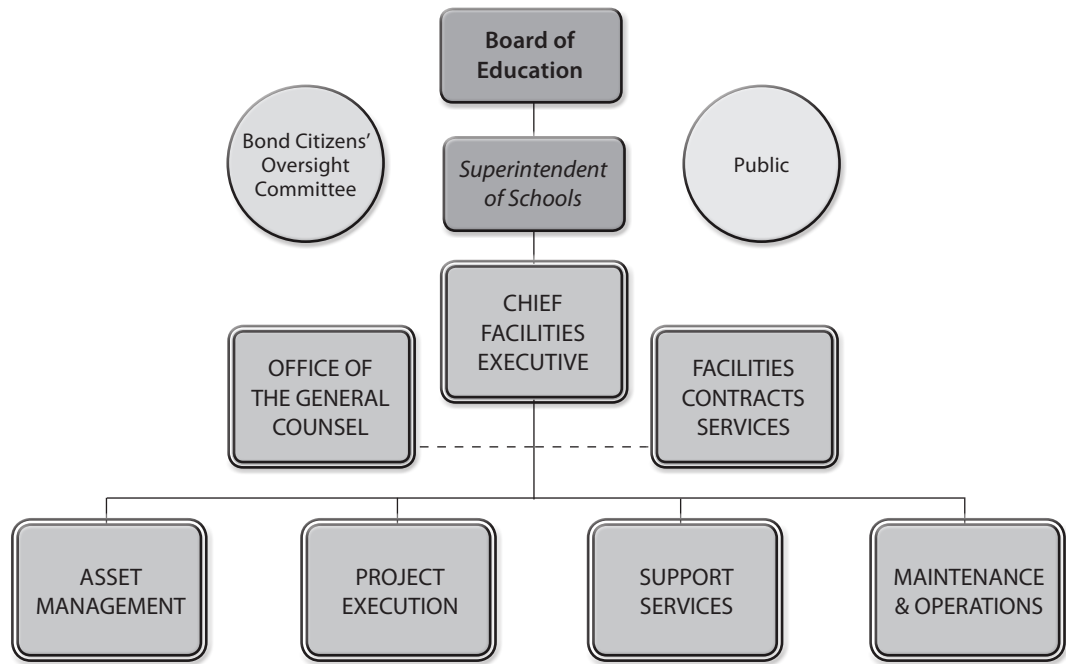 Board of
Education
Bond Citizens’
Oversight
Committee
Superintendent
of Schools
Public
CHIEF
FACILITIES
EXECUTIVE
OFFICE OF
THE GENERAL
COUNSEL
FACILITIES
CONTRACTS
SERVICES
ASSET
MANAGEMENT
PROJECT
EXECUTION
SUPPORT
SERVICES
MAINTENANCE
& OPERATIONS